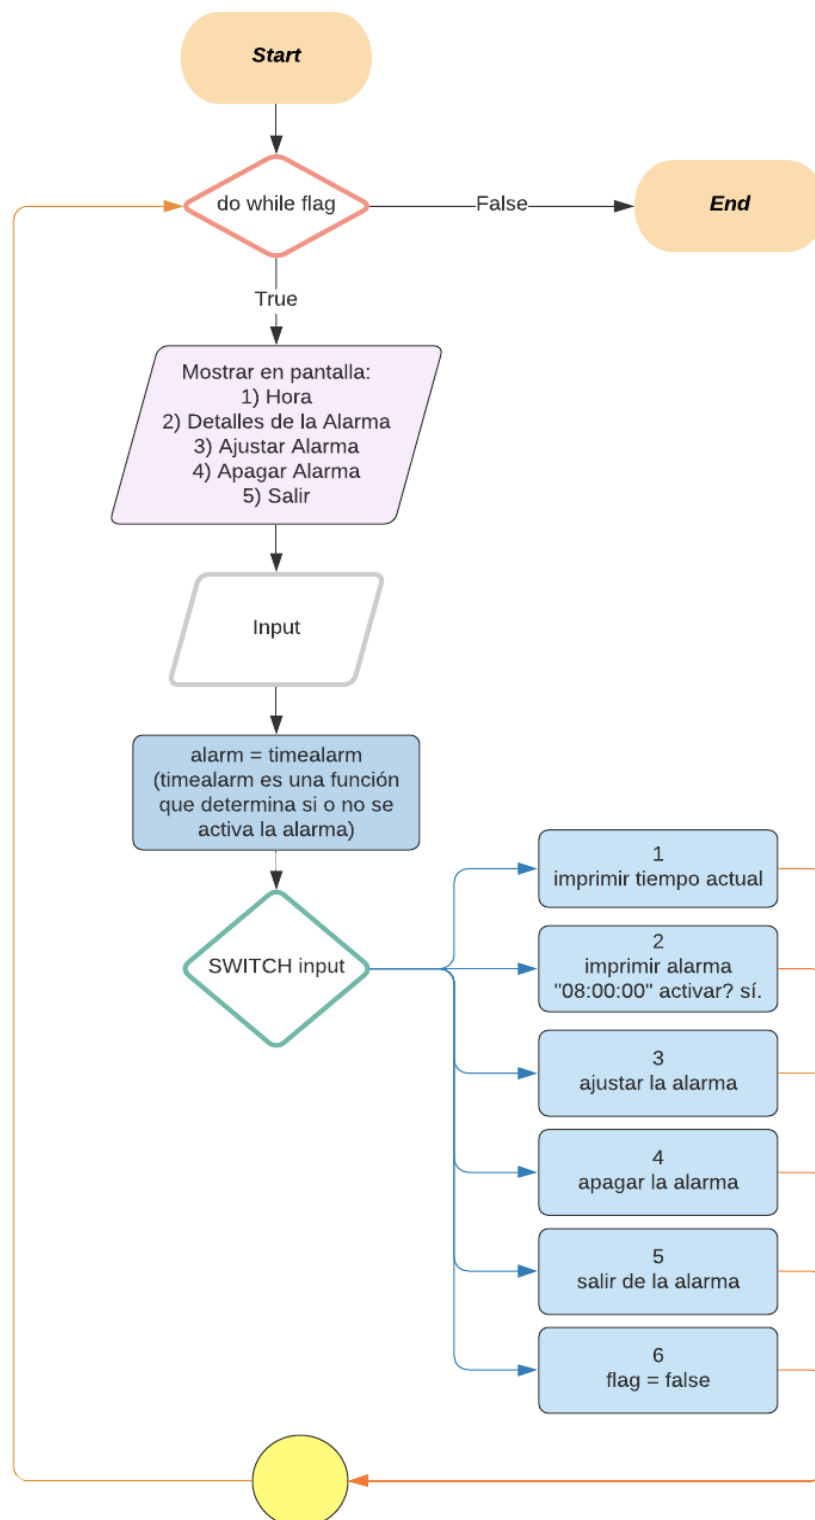 Start
do while flag
False
End
True
Mostrar en pantalla:
1) Hora
2) Detalles de la Alarma
3) Ajustar Alarma
4) Apagar Alarma
5) Salir
Input
alarm = timealarm
(timealarm es una función
que determina si o no se
activa la alarma)
SWITCH input
1
imprimir tiempo actual
2
imprimir alarma
"08:00:00" activar? sí.
3
ajustar la alarma
4
apagar la alarma
5
salir de la alarma
6
flag = false